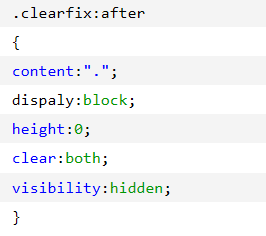 .clearfix:after
{
content:".";
dispaly:block;
height:0;
clear:both;
visibility:hidden;
}